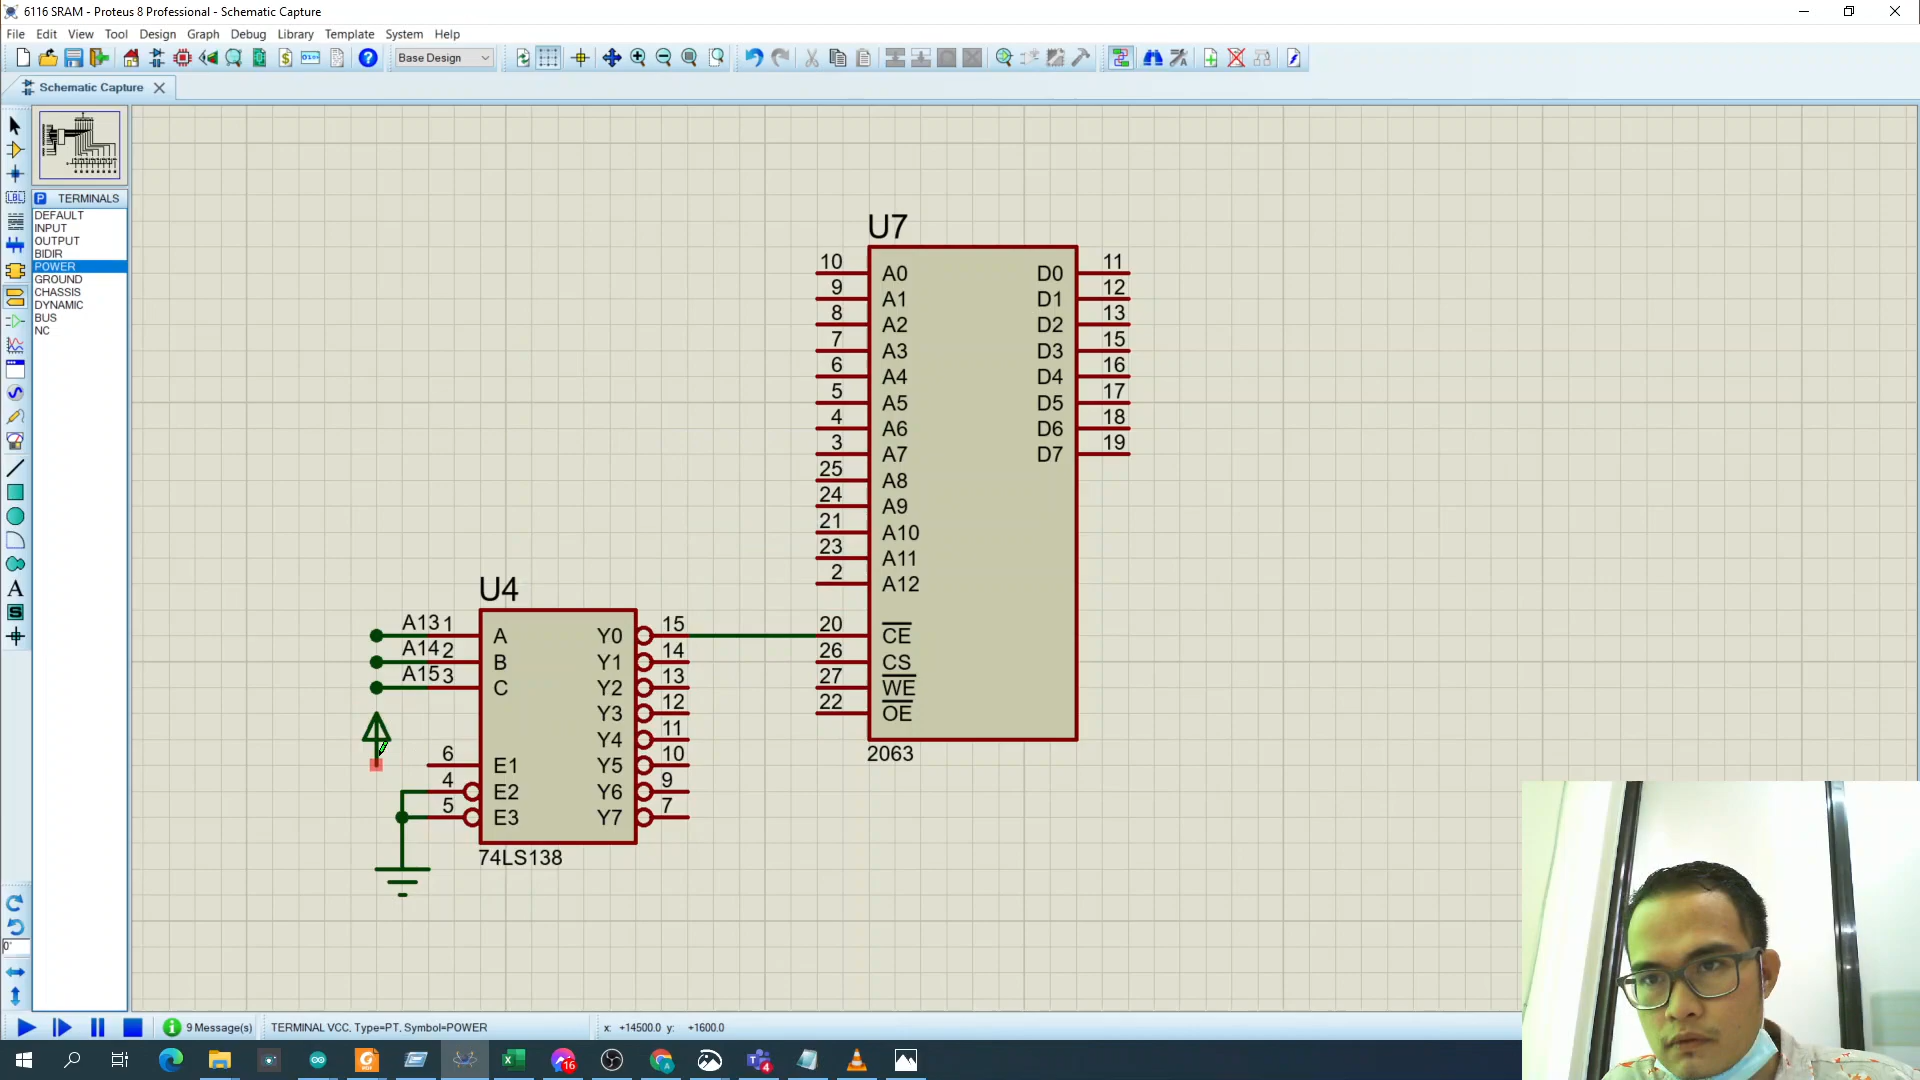 6116 SRAM - Proteus 8 Professional - Schematic Capture
File Edit View Tool Design Graph Debug Library Template System Help
Base Design
Schematic Capture
TERMINALS
DEFAULT
INPUT
OUTPUT
BIDIR
POWER
GROUND
CHASSIS
DYNAMIC
BUS
NC
U7
10 A0 D0 11
9 A1 D1 12
8 A2 D2 13
7 A3 D3 15
6 A4 D4 16
5 A5 D5 17
4 A6 D6 18
3 A7 D7 19
25 A8
24 A9
21 A10
23 A11
2 A12
20 CE
26 CS
27 WE
22 OE
2063
U4
A13 1 A Y0 15
A14 2 B Y1 14
A15 3 C Y2 13
Y3 12
Y4 11
6 E1 Y5 10
4 E2 Y6 9
5 E3 Y7 7
74LS138
9 Message(s)
TERMINAL VCC, Type=PT, Symbol=POWER
x: +14500.0 y: +1600.0